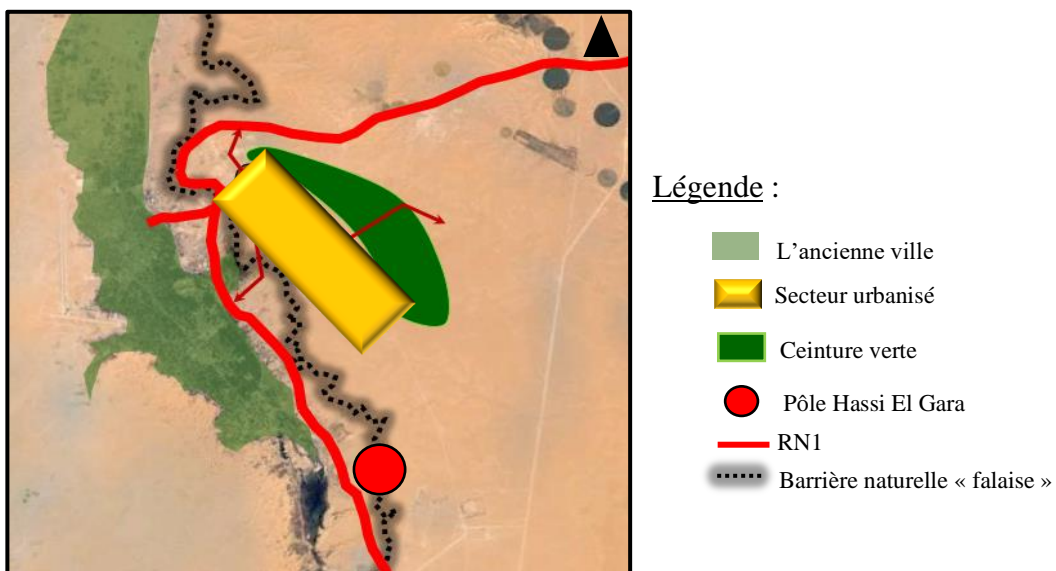 Légende :
L'ancienne ville
Secteur urbanisé
Ceinture verte
Pôle Hassi El Gara
RN1
Barrière naturelle « falaise »